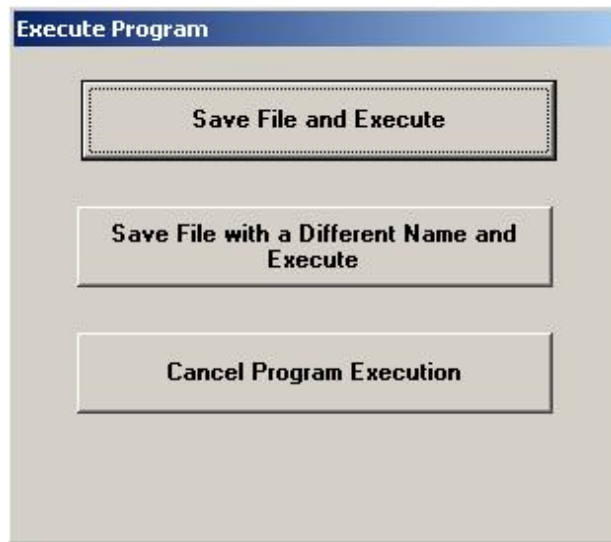 Execute Program
Save File and Execute
Save File with a Different Name and
Execute
Cancel Program Execution